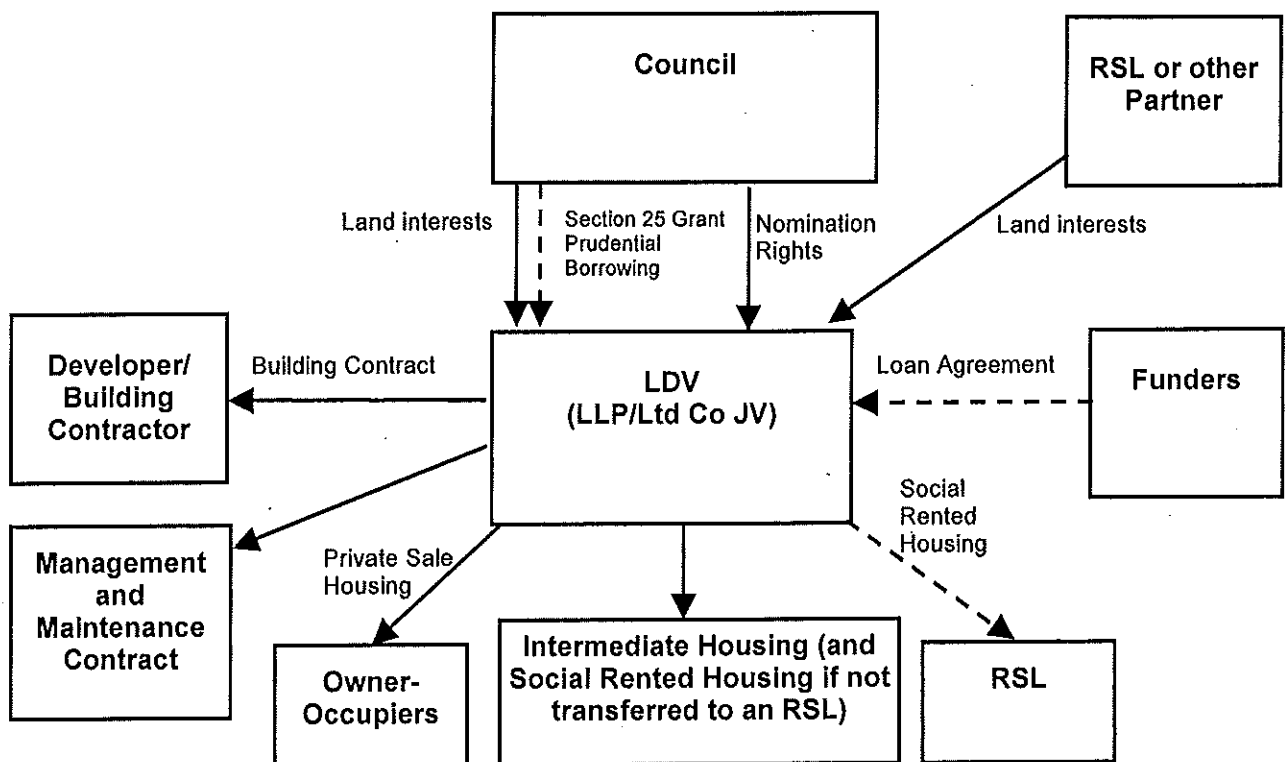 Council
RSL or other
Partner
Land interests
Section 25 Grant
Prudential
Borrowing
Nomination
Rights
Land interests
Developer/
Building
Contractor
Building Contract
LDV
(LLP/Ltd Co JV)
Loan Agreement
Funders
Management
and
Maintenance
Contract
Private Sale
Housing
Social
Rented
Housing
Owner-
Occupiers
Intermediate Housing (and
Social Rented Housing if not
transferred to an RSL)
RSL